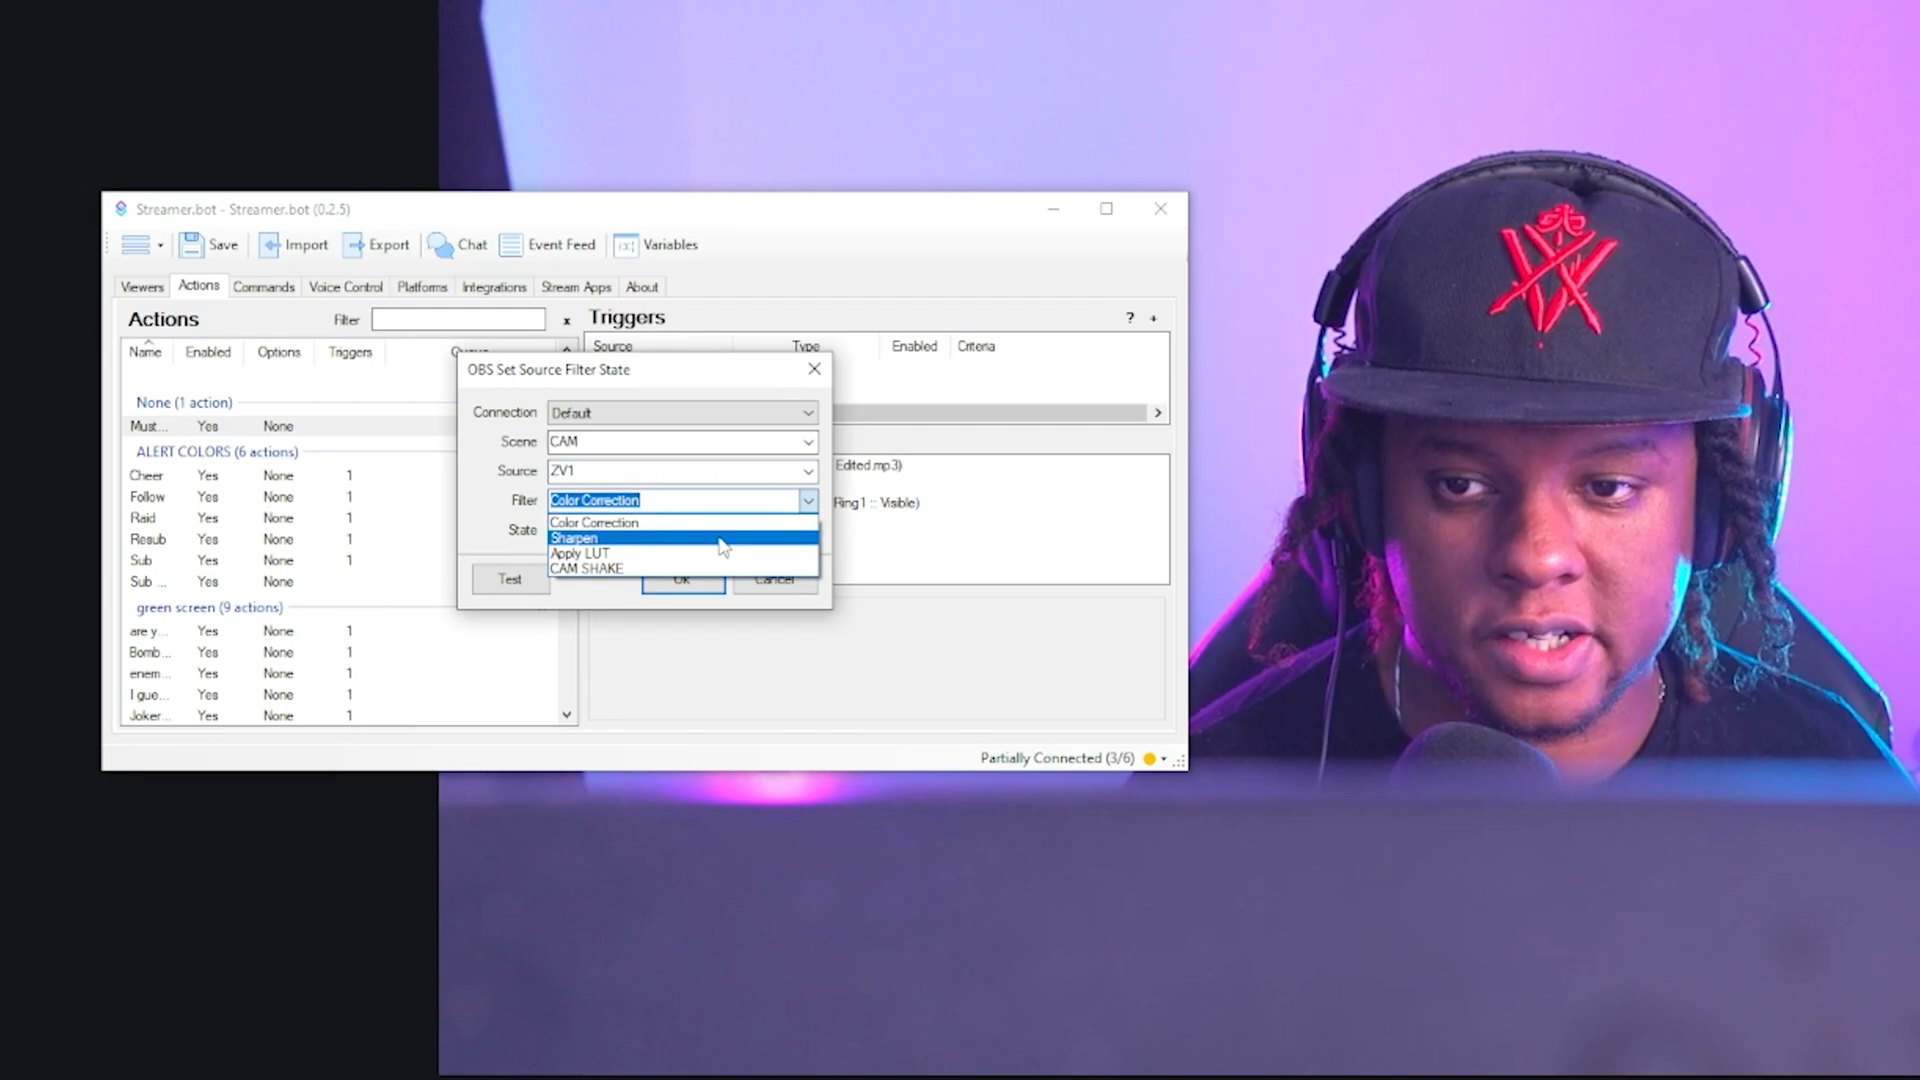 Streamer.bot - Streamer.bot (0.2.5)
Save Import Export Chat Event Feed Variables
Viewers Actions Commands Voice Control Platforms Integrations Stream Apps About
Actions Filter x
Name Enabled Options Triggers
None (1 action)
Must... Yes None
ALERT COLORS (6 actions)
Cheer Yes None 1
Follow Yes None 1
Raid Yes None 1
Resub Yes None 1
Sub Yes None 1
Sub ... Yes None
green screen (9 actions)
are y... Yes None 1
Bomb... Yes None 1
enem... Yes None 1
I gue... Yes None 1
Joker... Yes None 1
Triggers ? +
Source Type Enabled Criteria
Edited.mp3)
Ring1 :: Visible)
OBS Set Source Filter State
Connection Default
Scene CAM
Source ZV1
Filter Color Correction
State
Color Correction
Sharpen
Apply LUT
CAM SHAKE
Test Ok Cancel
Partially Connected (3/6)